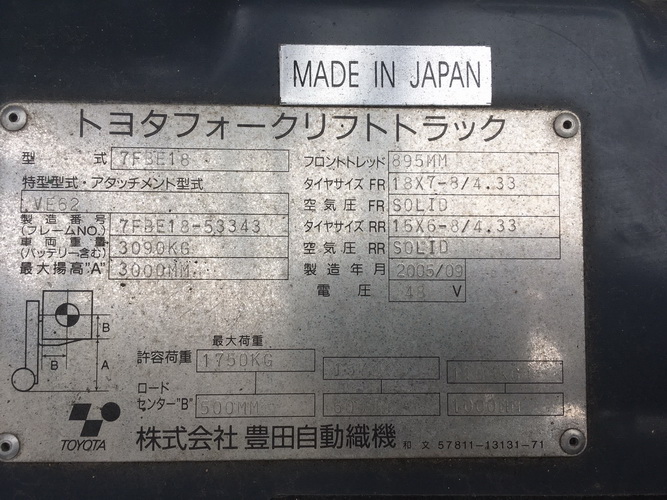 MADE IN JAPAN
トヨタフォークリフトトラック
型 式 7FBE18
特型型式・アタッチメント型式
VE62
製造番号
(フレームNO.) 7FBE18-53343
車両重量
(バッテリー含む) 3090KG
最大揚高"A" 3000MM
フロントトレッド 895MM
タイヤサイズ FR 18X7-8/4.33
空気圧 FR SOLID
タイヤサイズ RR 15X6-8/4.33
空気圧 RR SOLID
製造年月 2005/09
電圧 48 V
B
B A
最大荷重
許容荷重 1750KG
ロード
センター"B" 500MM
TOYOTA
株式会社 豊田自動織機 和文 57811-13131-71